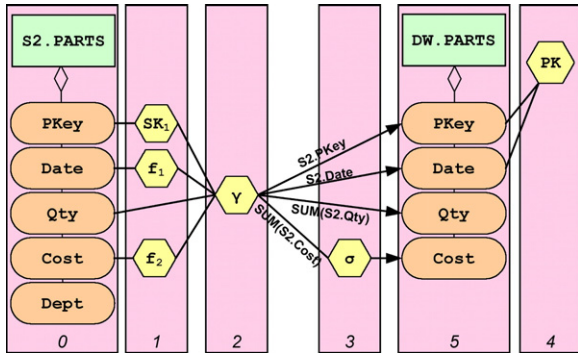 S2.PARTS
DW.PARTS
PK
PKey
SK1
S2.PKey
PKey
Date
f1
S2.Date
Date
Qty
γ
SUM(S2.Qty)
Qty
Cost
f2
SUM(S2.Cost)
σ
Cost
Dept
0 1 2 3 5 4